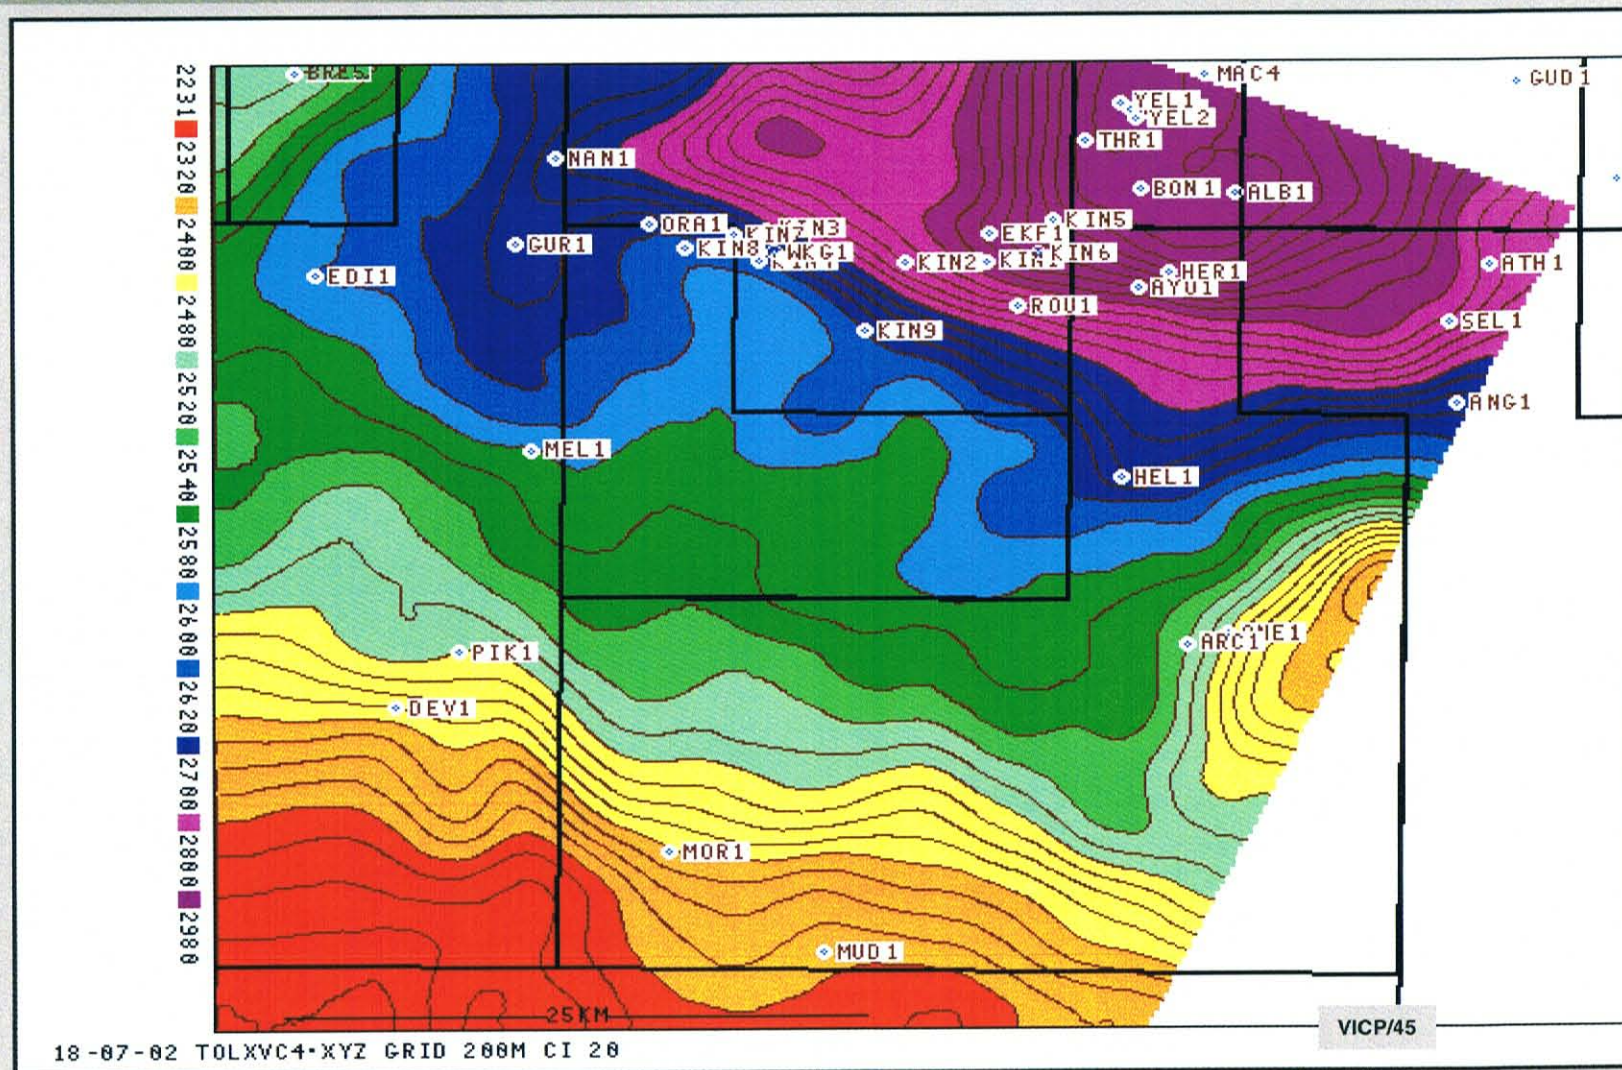 BRE5
MAC4
GUD1
YEL1
YEL2
THR1
NAN1
BON1
ALB1
ORA1
KIN3
KIN7
KIN5
EKF1
GUR1
KIN8
WKG1
KIN2
KIN6
ATH1
EDI1
HER1
AYU1
ROU1
SEL1
KIN9
ANG1
MEL1
HEL1
ARC1
PIK1
DEV1
MOR1
MUD1
25KM
2231
2320
2400
2480
2520
2540
2580
2600
2620
2700
2800
2980
VICP/45
18-07-02 TOLXVC4·XYZ GRID 200M CI 20